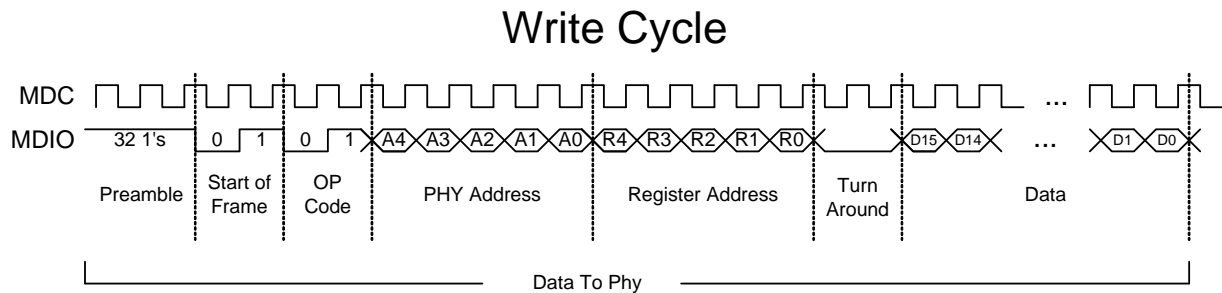 Write Cycle
MDC ...
MDIO 32 1's 0 1 0 1 A4 A3 A2 A1 A0 R4 R3 R2 R1 R0 D15 D14 ... D1 D0
Preamble
Start of
Frame
OP
Code
PHY Address
Register Address
Turn
Around
Data
Data To Phy